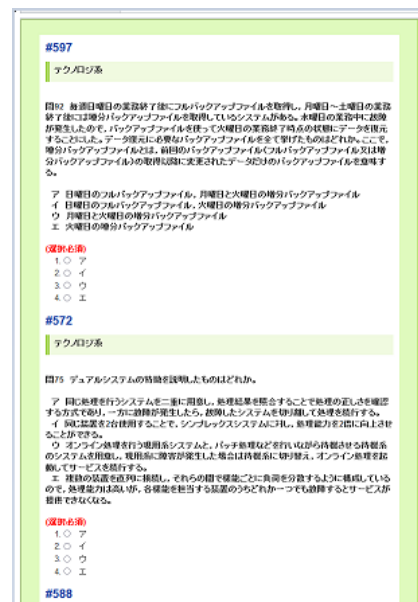 #597
テクノロジ系
問92 毎週日曜日の業務終了後にフルバックアップファイルを取得し，月曜日～土曜日の業務
終了後には増分バックアップファイルを取得しているシステムがある。水曜日の業務中に故障
が発生したので，バックアップファイルを使って火曜日の業務終了時点の状態にデータを復元
することにした。データ復元に必要なバックアップファイルを全て挙げたものはどれか。ここで，
増分バックアップファイルとは，前回のバックアップファイル(フルバックアップファイル又は増
分バックアップファイル)の取得以降に変更されたデータだけのバックアップファイルを意味す
る。
ア 日曜日のフルバックアップファイル，月曜日と火曜日の増分バックアップファイル
イ 日曜日のフルバックアップファイル，火曜日の増分バックアップファイル
ウ 月曜日と火曜日の増分バックアップファイル
エ 火曜日の増分バックアップファイル
(選択必須)
1. ア
2. イ
3. ウ
4. エ
#572
テクノロジ系
問75 デュアルシステムの特徴を説明したものはどれか。
ア 同じ処理を行うシステムを二重に用意し，処理結果を照合することで処理の正しさを確認
する方式であり，一方に故障が発生したら，故障したシステムを切り離して処理を続行する。
イ 同じ装置を2台使用することで，シンプレックスシステムに対し，処理能力を2倍に向上させ
ることができる。
ウ オンライン処理を行う現用系システムと，バッチ処理などを行いながら待機させる待機系
のシステムを用意し，現用系に障害が発生した場合は待機系に切り替え，オンライン処理を起
動してサービスを続行する。
エ 複数の装置を直列に接続し，それらの間で機能ごとに負荷を分散するように構成している
ので，処理能力は高いが，各機能を担当する装置のうちどれか一つでも故障するとサービスが
提供できなくなる。
(選択必須)
1. ア
2. イ
3. ウ
4. エ
#588